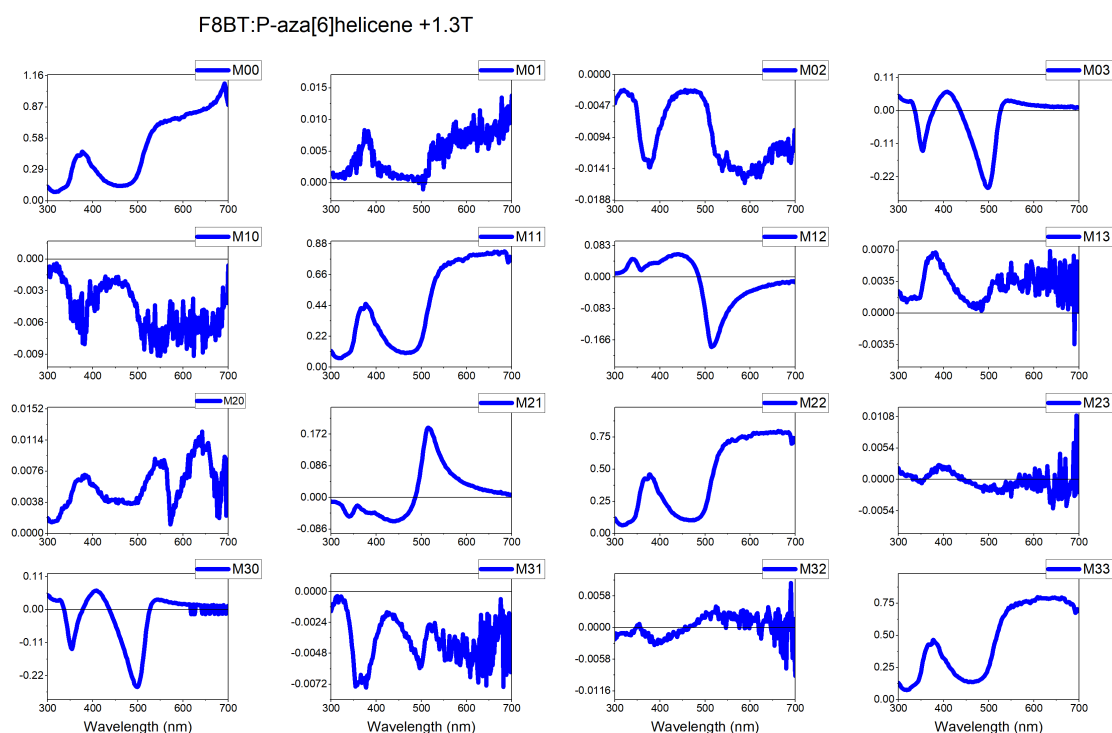 F8BT:P-aza[6]helicene +1.3T
M00
1.16
0.87
0.58
0.29
0.00
300 400 500 600 700
M01
0.015
0.010
0.005
0.000
300 400 500 600 700
M02
0.0000
-0.0047
-0.0094
-0.0141
-0.0188
300 400 500 600 700
M03
0.11
0.00
-0.11
-0.22
300 400 500 600 700
M10
0.000
-0.003
-0.006
-0.009
300 400 500 600 700
M11
0.88
0.66
0.44
0.22
0.00
300 400 500 600 700
M12
0.083
0.000
-0.083
-0.166
300 400 500 600 700
M13
0.0070
0.0035
0.0000
-0.0035
300 400 500 600 700
M20
0.0152
0.0114
0.0076
0.0038
0.0000
300 400 500 600 700
M21
0.172
0.086
0.000
-0.086
300 400 500 600 700
M22
0.75
0.50
0.25
0.00
300 400 500 600 700
M23
0.0108
0.0054
0.0000
-0.0054
300 400 500 600 700
M30
0.11
0.00
-0.11
-0.22
300 400 500 600 700
Wavelength (nm)
M31
0.0000
-0.0024
-0.0048
-0.0072
300 400 500 600 700
Wavelength (nm)
M32
0.0058
0.0000
-0.0058
-0.0116
300 400 500 600 700
Wavelength (nm)
M33
0.75
0.50
0.25
0.00
300 400 500 600 700
Wavelength (nm)